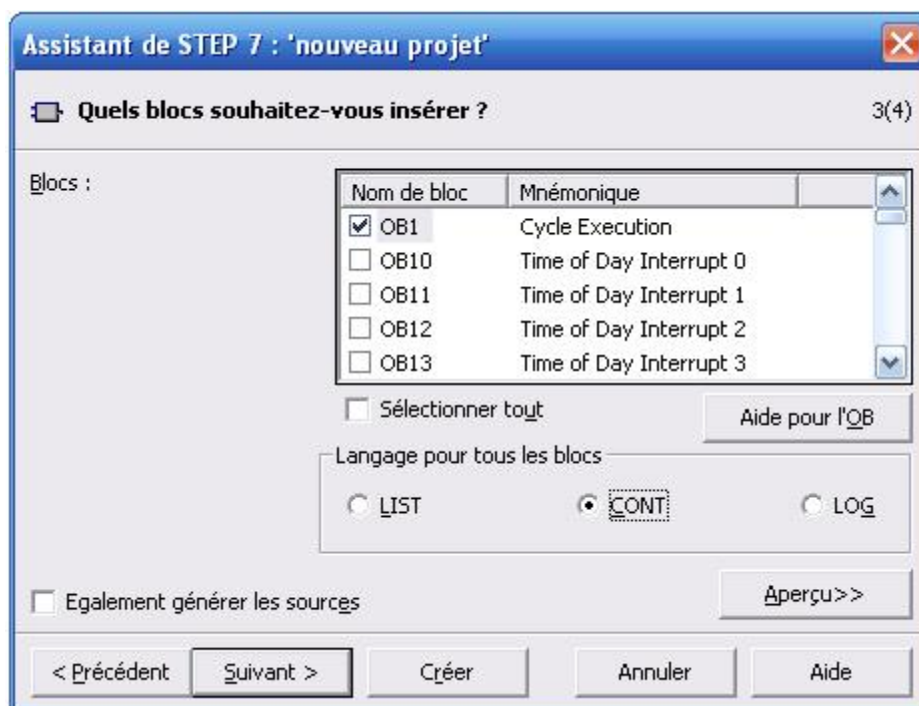 Assistant de STEP 7 : 'nouveau projet'
Quels blocs souhaitez-vous insérer ? 3(4)
Blocs :
Nom de bloc Mnémonique
OB1 Cycle Execution
OB10 Time of Day Interrupt 0
OB11 Time of Day Interrupt 1
OB12 Time of Day Interrupt 2
OB13 Time of Day Interrupt 3
Sélectionner tout Aide pour l'OB
Langage pour tous les blocs
LIST CONT LOG
Egalement générer les sources Aperçu>>
< Précédent Suivant > Créer Annuler Aide